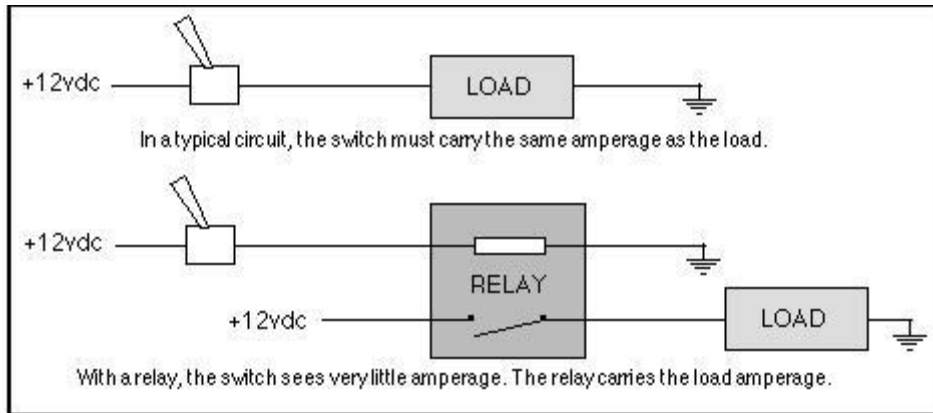 +12vdc
LOAD
In a typical circuit, the switch must carry the same amperage as the load.
+12vdc
RELAY
+12vdc
LOAD
With a relay, the switch sees very little amperage. The relay carries the load amperage.